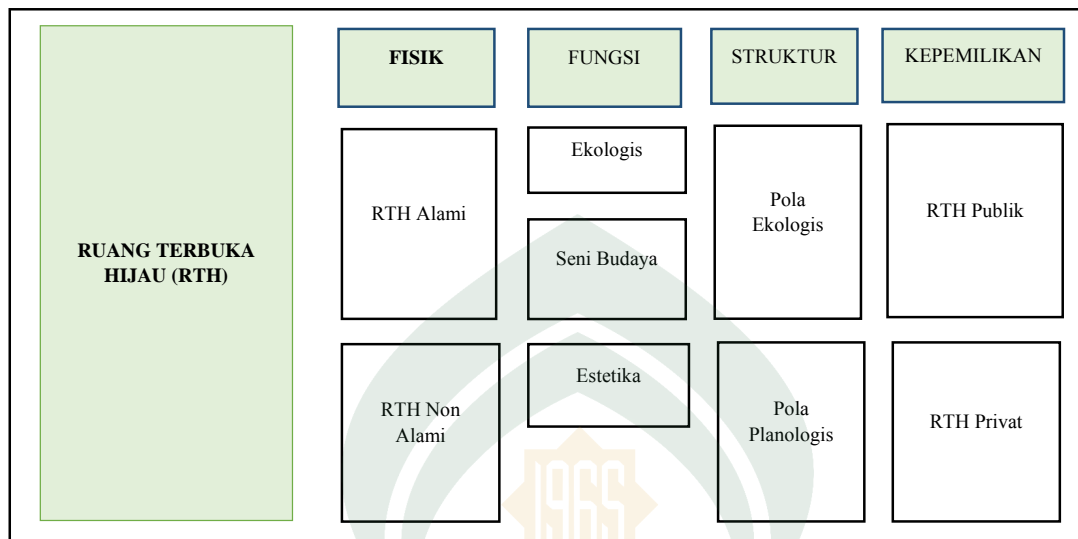 RUANG TERBUKA
HIJAU (RTH)
FISIK
FUNGSI
STRUKTUR
KEPEMILIKAN
RTH Alami
Ekologis
Seni Budaya
Pola
Ekologis
RTH Publik
RTH Non
Alami
Estetika
Pola
Planologis
RTH Privat
1965